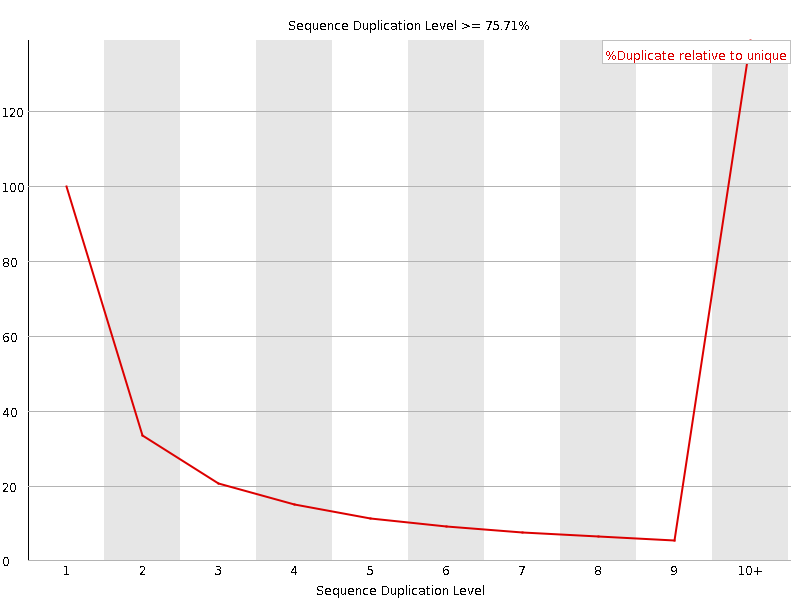 Sequence Duplication Level >= 75.71%
%Duplicate relative to unique
120
100
80
60
40
20
0
1 2 3 4 5 6 7 8 9 10+
Sequence Duplication Level